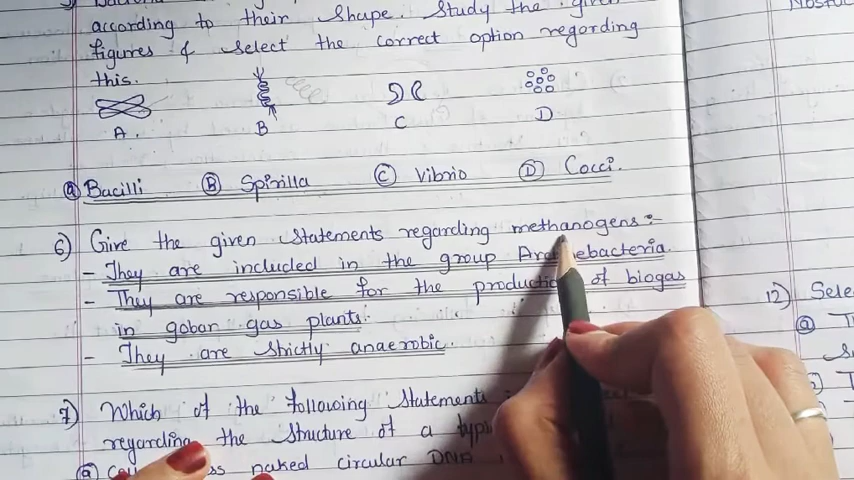 according to their Shape. Study the given
figures & select the correct option regarding
this.
A. B C D
(a) Bacilli (B) Spirilla (C) Vibrio (D) Cocci.
6) Give the given statements regarding methanogens :-
- They are included in the group
- They are responsible for the production of biogas
in gobar gas plants.
- They are strictly anaerobic.
12) Sele
(a)
7) Which of the following statements
regarding the structure of a
(a) naked circular DNA